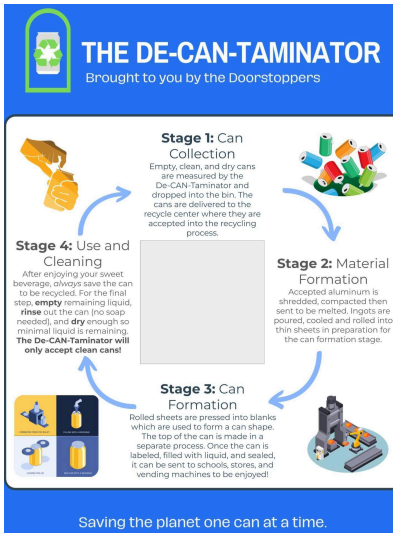 THE DE-CAN-TAMINATOR
Brought to you by the Doorstoppers
Stage 1: Can
Collection
Empty, clean, and dry cans
are measured by the
De-CAN-Taminator and
dropped into the bin. The
cans are delivered to the
recycle center where they are
accepted into the recycling
process.
Stage 2: Material
Formation
Accepted aluminum is
shredded, compacted then
sent to be melted. Ingots are
poured, cooled and rolled into
thin sheets in preparation for
the can formation stage.
Stage 3: Can
Formation
Rolled sheets are pressed into blanks
which are used to form a can shape.
The top of the can is made in a
separate process. Once the can is
labeled, filled with liquid, and sealed,
it can be sent to schools, stores, and
vending machines to be enjoyed!
Stage 4: Use and
Cleaning
After enjoying your sweet
beverage, always save the can
to be recycled. For the final
step, empty remaining liquid,
rinse out the can (no soap
needed), and dry enough so
minimal liquid is remaining.
The De-CAN-Taminator will
only accept clean cans!
Saving the planet one can at a time.